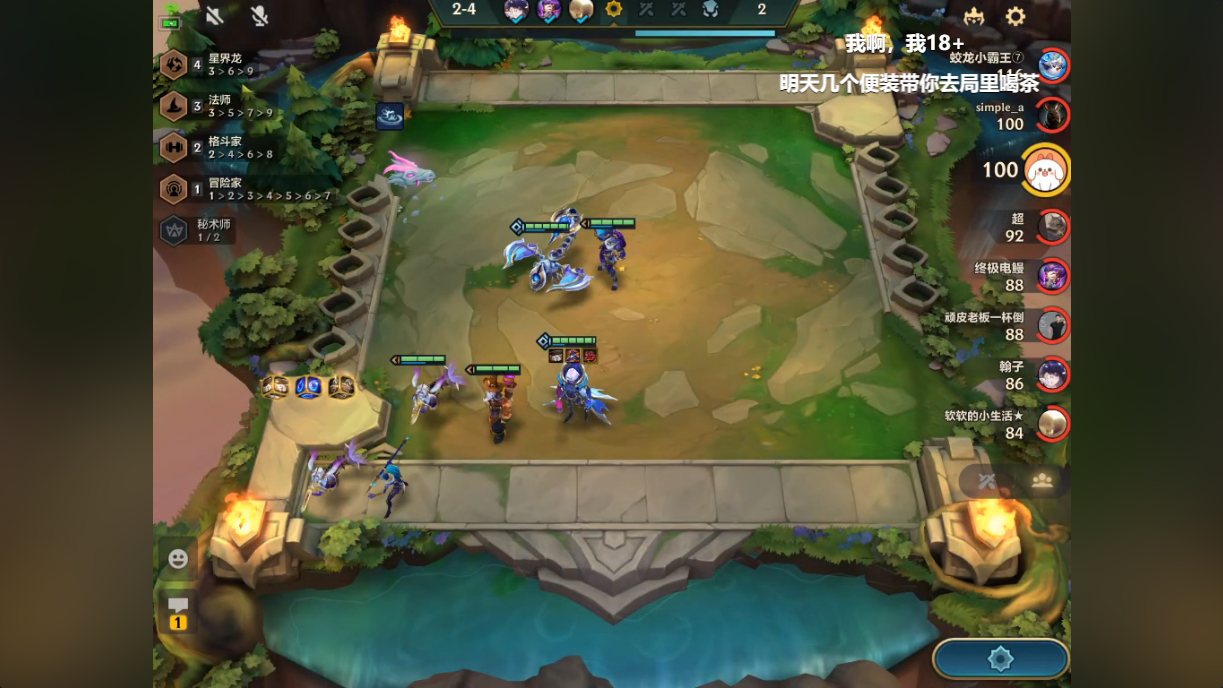 2-4
2
我啊，我18+
4 星界龙
3 > 6 > 9
蛟龙小霸王⑦
116
明天几个便装带你去局里喝茶
3 法师
3 > 5 > 7 > 9
simple_a
100
2 格斗家
2 > 4 > 6 > 8
100
1 冒险家
1 > 2 > 3 > 4 > 5 > 6 > 7
秘术师
1 / 2
超
92
终极电鳗
88
顽皮老板一杯倒
88
翰子
86
软软的小生活★
84
1